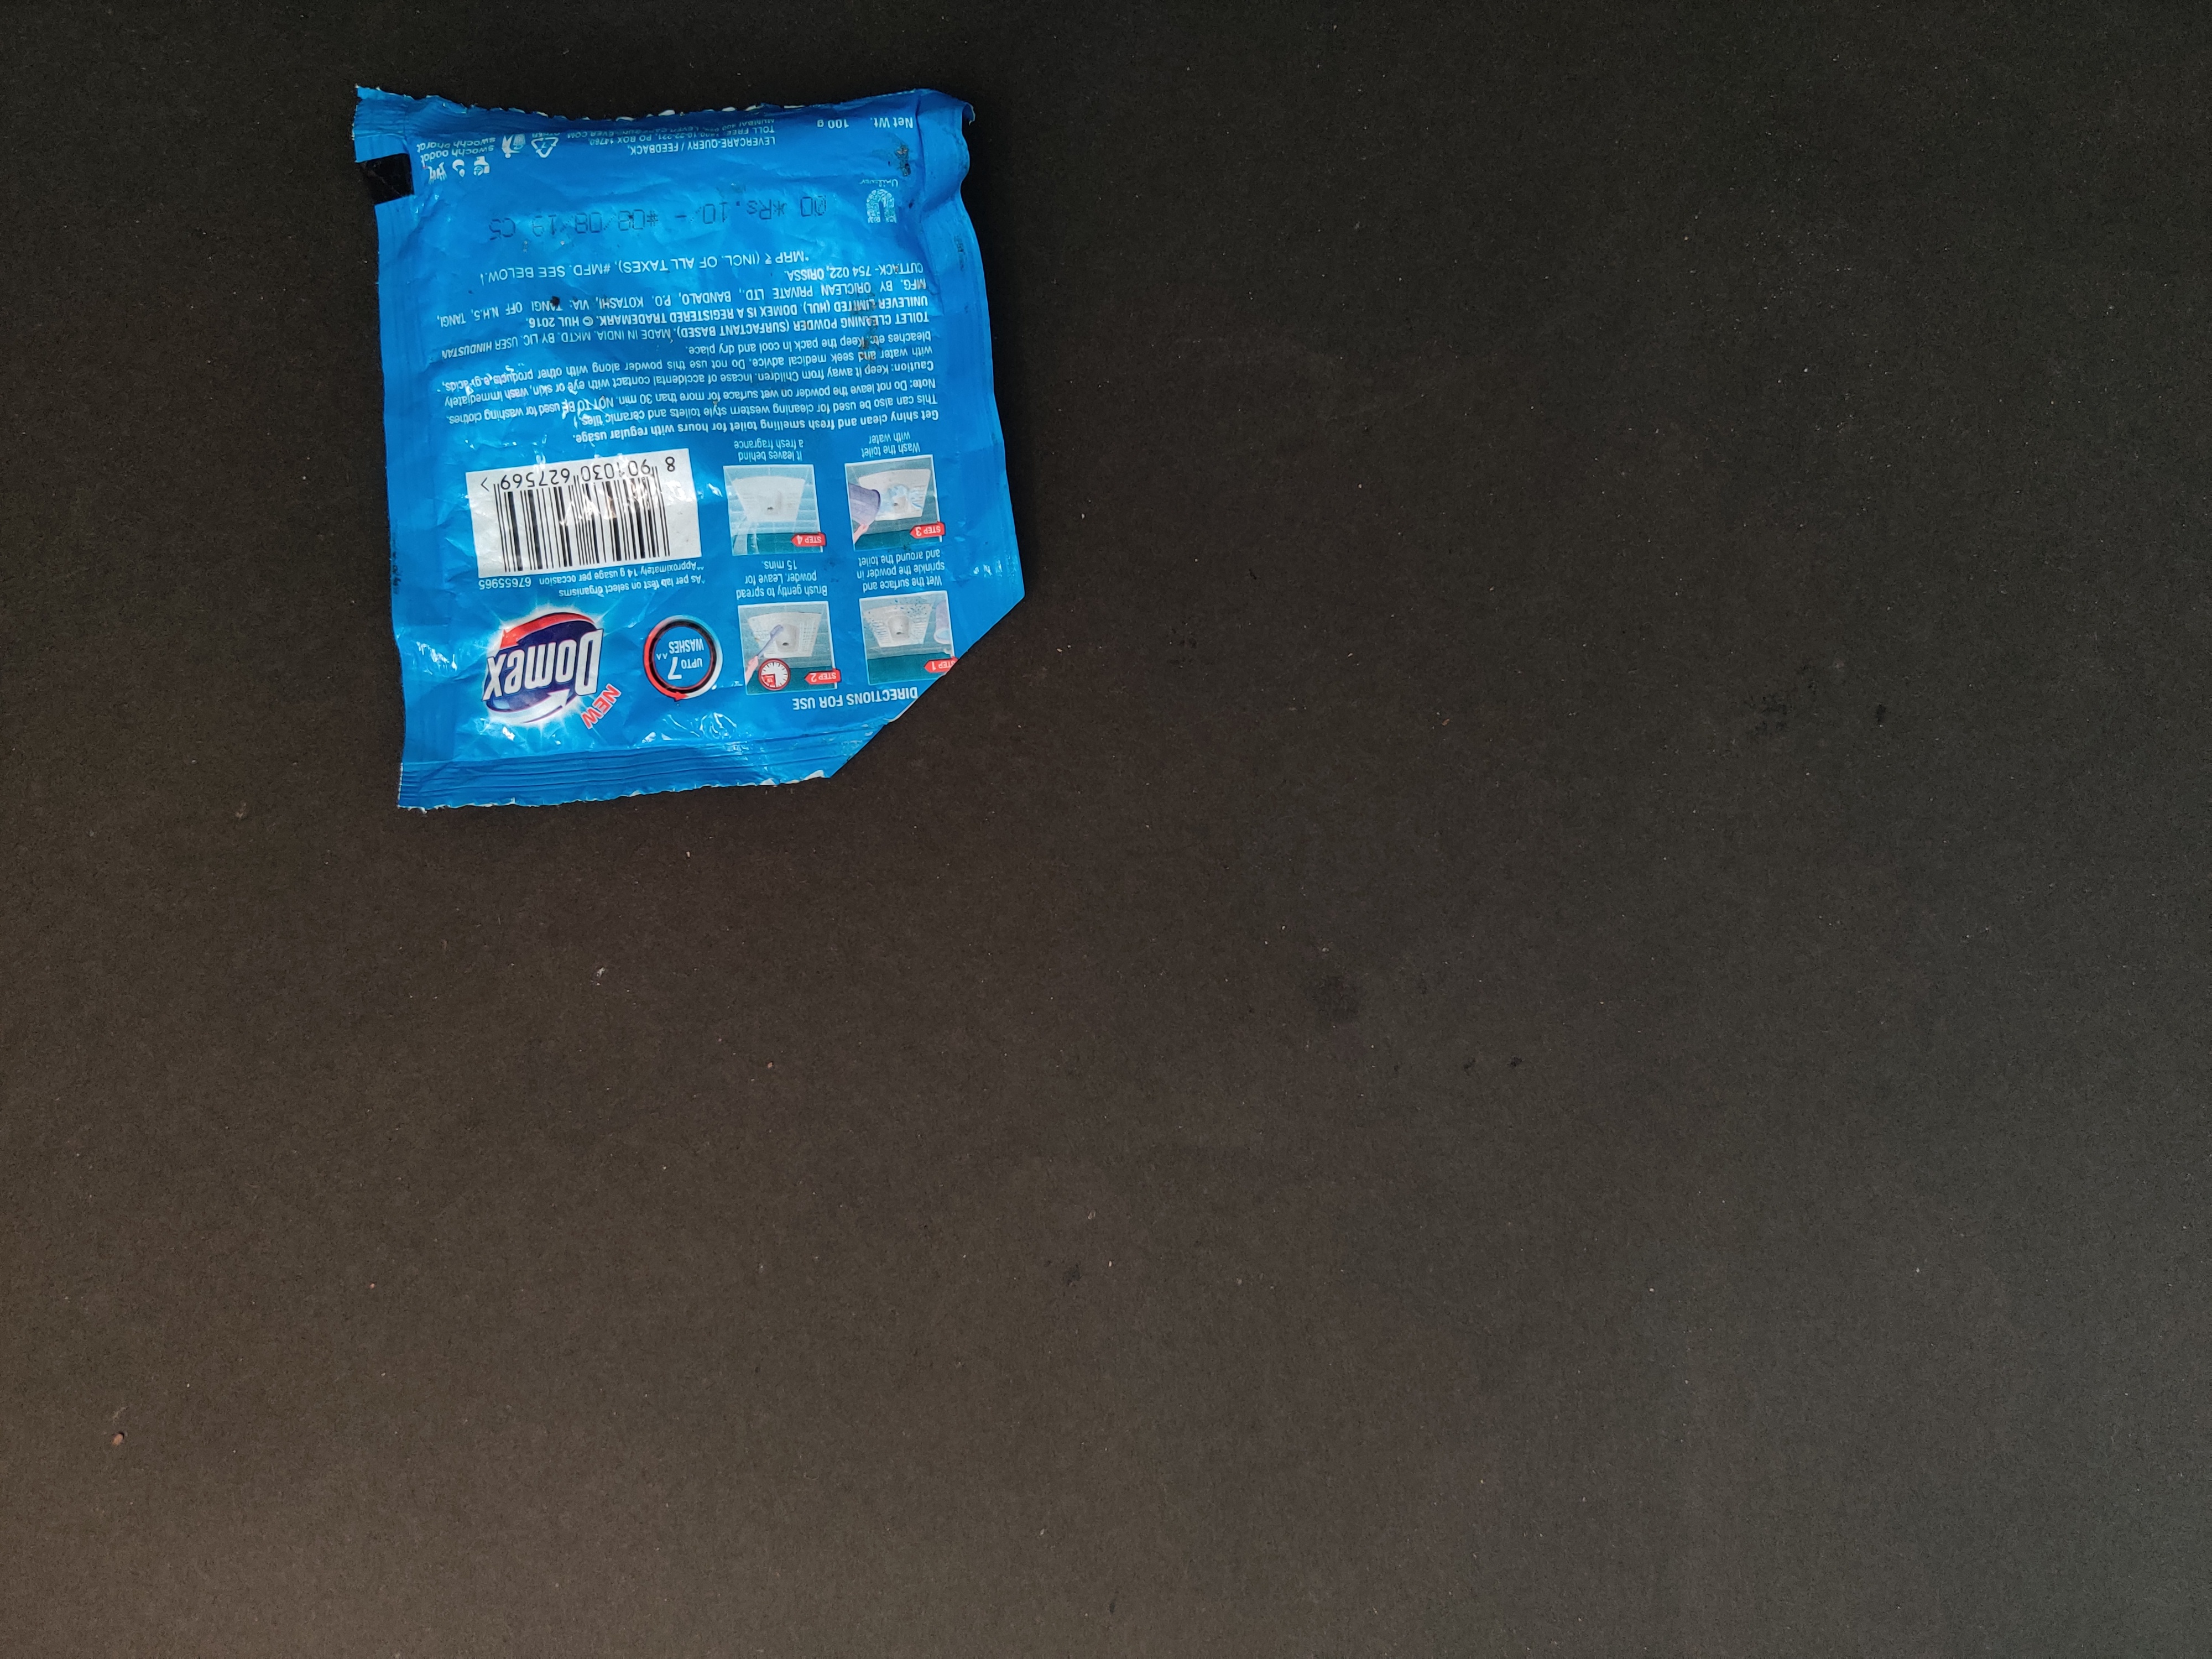 DIRECTIONS FOR USE
STEP 1
Wet the surface and
sprinkle the powder in
and around the toilet
STEP 2
Brush gently to spread
powder. Leave for
15 mins.
STEP 3
Wash the toilet
with water
STEP 4
It leaves behind
a fresh fragrance
UPTO
7^^
WASHES
NEW
Domex
^As per lab test on select organisms
^^Approximately 14 g usage per occasion 67655965
8 901030 627569 >
Get shiny clean and fresh smelling toilet for hours with regular usage.
This can also be used for cleaning western style toilets and ceramic tiles.
Note: Do not leave the powder on wet surface for more than 30 min. NOT TO BE used for washing clothes.
Caution: Keep it away from Children. Incase of accidental contact with eye or skin, wash immediately
with water and seek medical advice. Do not use this powder along with other products e.g. acids,
bleaches etc. Keep the pack in cool and dry place.
TOILET CLEANING POWDER (SURFACTANT BASED). MADE IN INDIA. MKTD. BY LIC. USER HINDUSTAN
UNILEVER LIMITED (HUL). DOMEX IS A REGISTERED TRADEMARK. © HUL 2016.
MFG. BY ORICLEAN PRIVATE LTD., BANDALO, P.O. KOTASHI, VIA. TANGI OFF N.H.5, TANGI,
CUTTACK- 754 022, ORISSA.
*MRP ₹ (INCL. OF ALL TAXES). #MFD. SEE BELOW.
*Rs.10
Unilever
LEVERCARE-QUERY / FEEDBACK,
Net Wt. 100 g